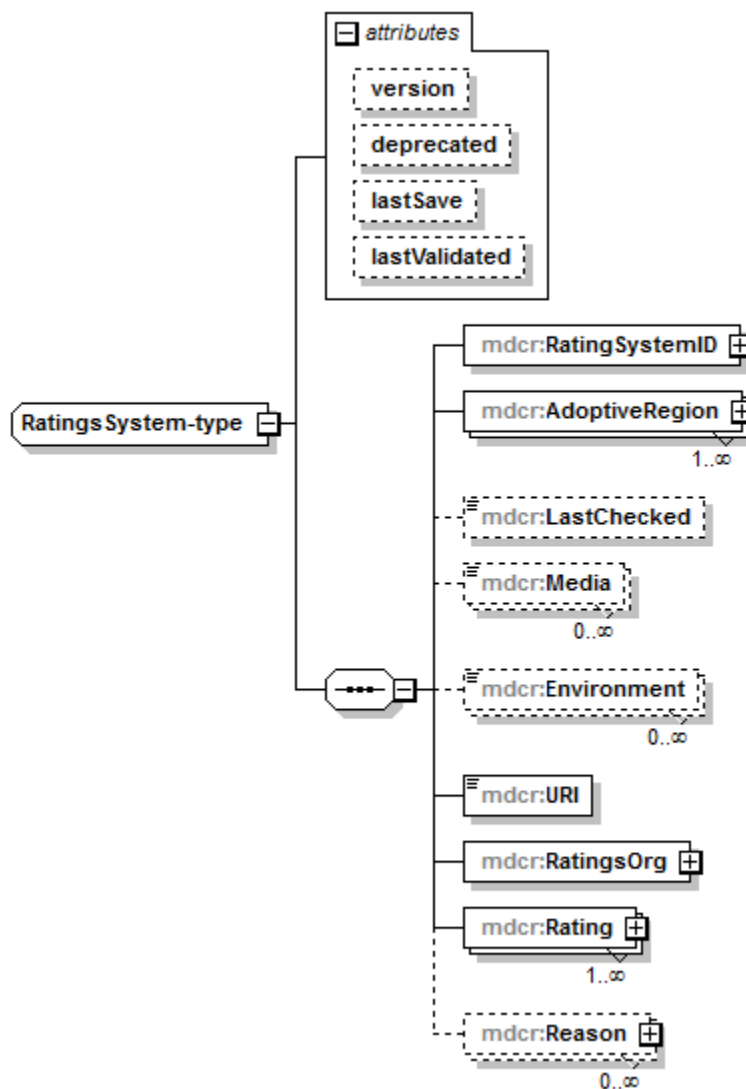 attributes
version
deprecated
lastSave
lastValidated
mdcr:RatingSystemID
RatingsSystem-type
mdcr:AdoptiveRegion
1..∞
mdcr:LastChecked
mdcr:Media
0..∞
mdcr:Environment
0..∞
mdcr:URI
mdcr:RatingsOrg
mdcr:Rating
1..∞
mdcr:Reason
0..∞